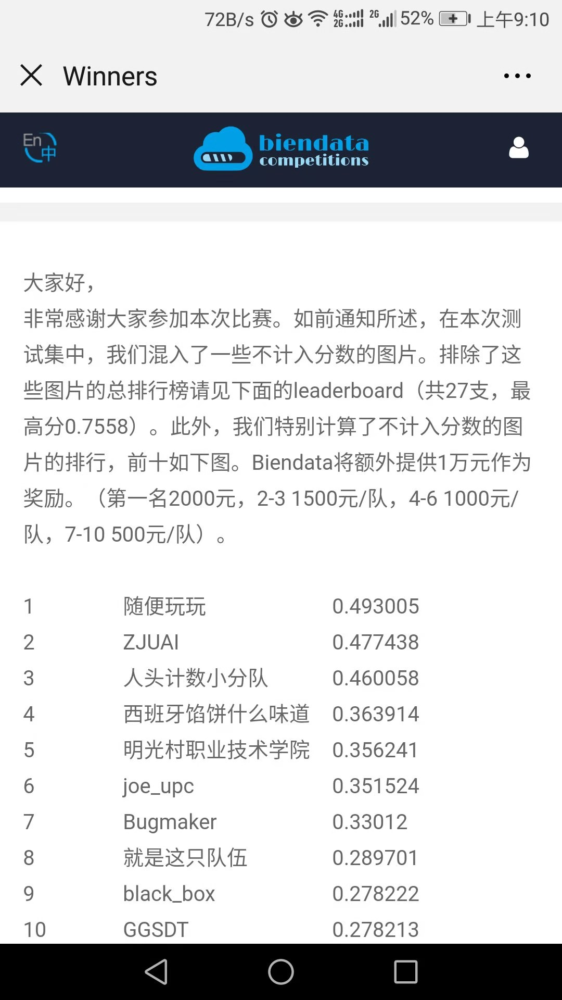 72B/s 4G 2G 2G 52% 上午9:10
Winners
En中
biendata
competitions
大家好，
非常感谢大家参加本次比赛。如前通知所述，在本次测
试集中，我们混入了一些不计入分数的图片。排除了这
些图片的总排行榜请见下面的leaderboard（共27支，最
高分0.7558）。此外，我们特别计算了不计入分数的图
片的排行，前十如下图。Biendata将额外提供1万元作为
奖励。（第一名2000元，2-3 1500元/队，4-6 1000元/
队，7-10 500元/队）。
1 随便玩玩 0.493005
2 ZJUAI 0.477438
3 人头计数小分队 0.460058
4 西班牙馅饼什么味道 0.363914
5 明光村职业技术学院 0.356241
6 joe_upc 0.351524
7 Bugmaker 0.33012
8 就是这只队伍 0.289701
9 black_box 0.278222
10 GGSDT 0.278213